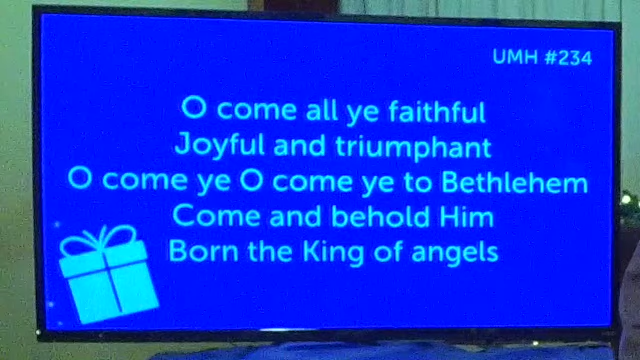 UMH #234
O come all ye faithful
Joyful and triumphant
O come ye O come ye to Bethlehem
Come and behold Him
Born the King of angels